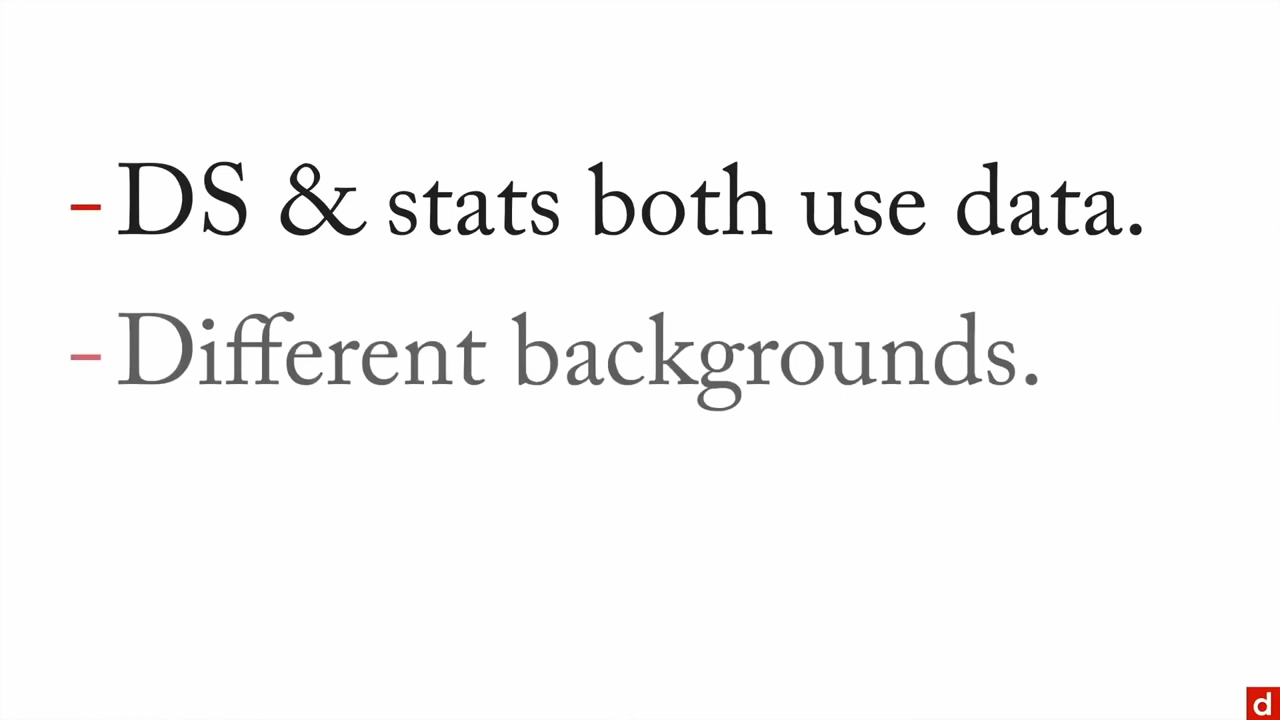 - DS & stats both use data.
- Different backgrounds.
d